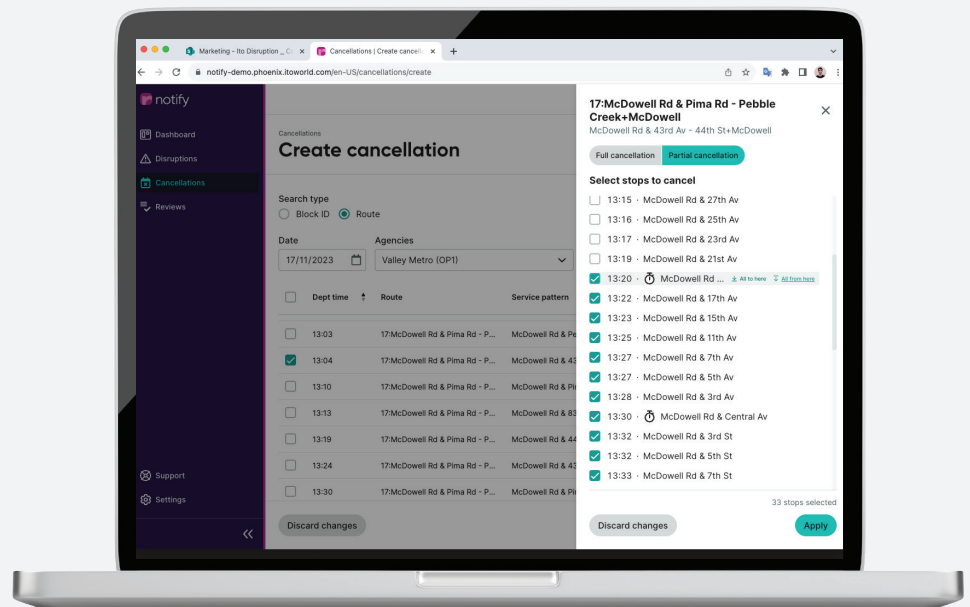 Marketing - Ito Disruption _ C
Cancellations | Create cancell
notify-demo.phoenix.itoworld.com/en-US/cancellations/create
notify
Dashboard
Disruptions
Cancellations
Reviews
Support
Settings
Cancellations
Create cancellation
Search type
Block ID
Route
Date
Agencies
17/11/2023
Valley Metro (OP1)
Dept time
Route
Service pattern
13:03 17:McDowell Rd & Pima Rd - P... McDowell Rd & Pe
13:04 17:McDowell Rd & Pima Rd - P... McDowell Rd & 43
13:10 17:McDowell Rd & Pima Rd - P... McDowell Rd & Pi
13:13 17:McDowell Rd & Pima Rd - P... McDowell Rd & 83
13:19 17:McDowell Rd & Pima Rd - P... McDowell Rd & 44
13:24 17:McDowell Rd & Pima Rd - P... McDowell Rd & 43
13:30 17:McDowell Rd & Pima Rd - P... McDowell Rd & Pi
Discard changes
17:McDowell Rd & Pima Rd - Pebble
Creek+McDowell
McDowell Rd & 43rd Av - 44th St+McDowell
Full cancellation
Partial cancellation
Select stops to cancel
13:15 · McDowell Rd & 27th Av
13:16 · McDowell Rd & 25th Av
13:17 · McDowell Rd & 23rd Av
13:19 · McDowell Rd & 21st Av
13:20 · McDowell Rd ... All to here All from here
13:22 · McDowell Rd & 17th Av
13:23 · McDowell Rd & 15th Av
13:25 · McDowell Rd & 11th Av
13:27 · McDowell Rd & 7th Av
13:27 · McDowell Rd & 5th Av
13:28 · McDowell Rd & 3rd Av
13:30 · McDowell Rd & Central Av
13:32 · McDowell Rd & 3rd St
13:32 · McDowell Rd & 5th St
13:33 · McDowell Rd & 7th St
33 stops selected
Discard changes
Apply